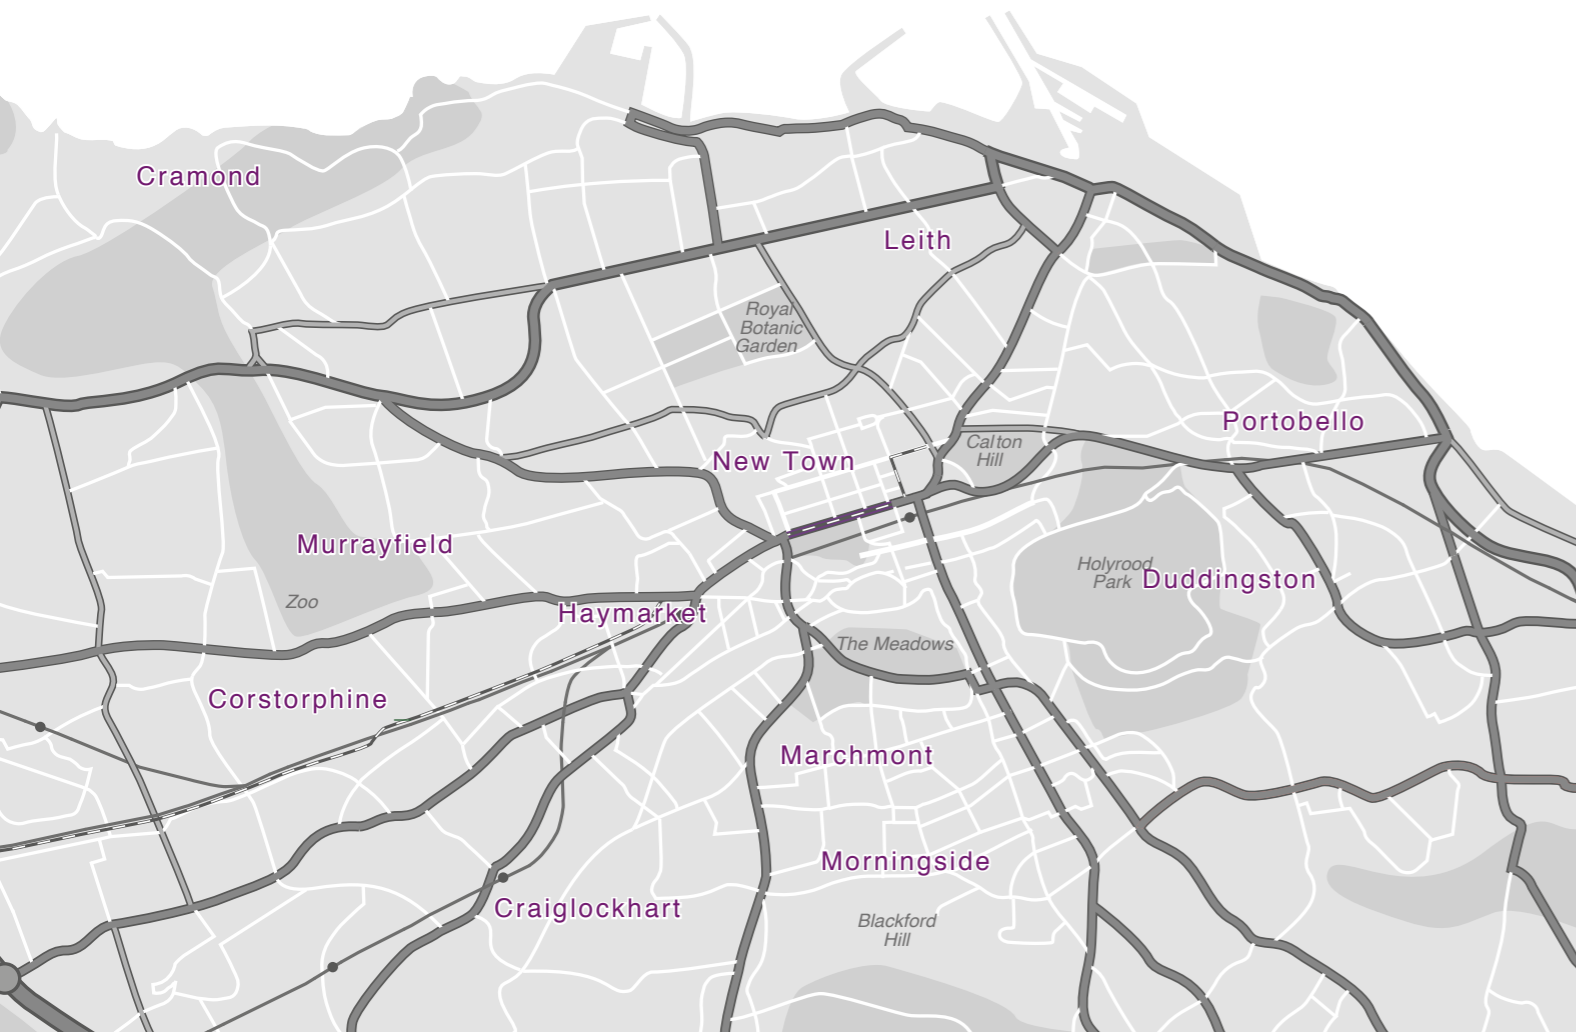 Cramond
Leith
Royal
Botanic
Garden
Portobello
Calton
Hill
New Town
Murrayfield
Holyrood
Park
Duddingston
Zoo
Haymarket
The Meadows
Corstorphine
Marchmont
Morningside
Craiglockhart
Blackford
Hill